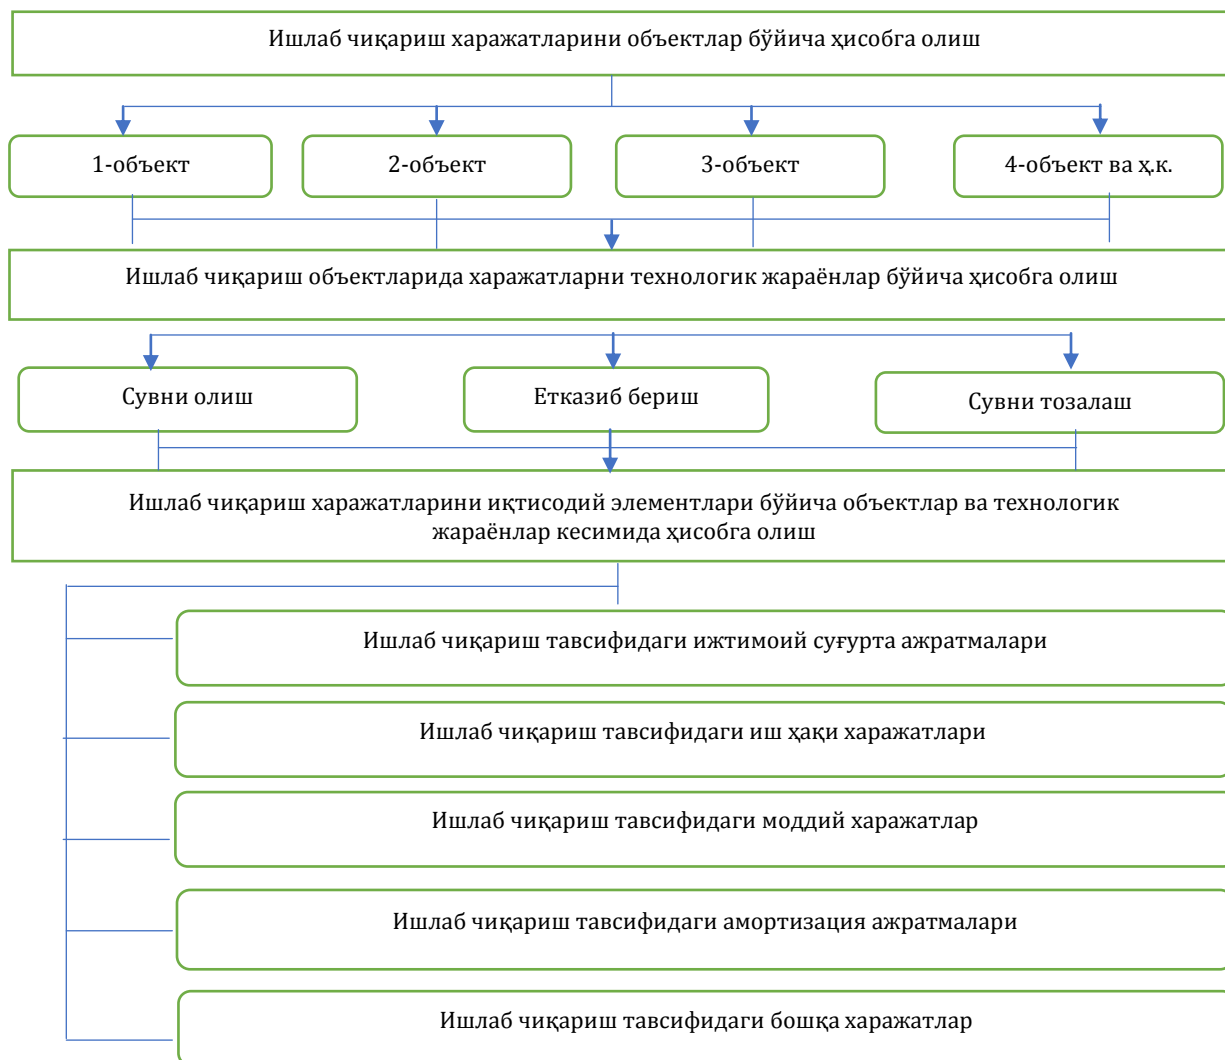 Ишлаб чиқариш харажатларини объектлар бўйича ҳисобга олиш
1-объект
2-объект
3-объект
4-объект ва ҳ.к.
Ишлаб чиқариш объектларида харажатларни технологик жараёнлар бўйича ҳисобга олиш
Сувни олиш
Етказиб бериш
Сувни тозалаш
Ишлаб чиқариш харажатларини иқтисодий элементлари бўйича объектлар ва технологик
жараёнлар кесимида ҳисобга олиш
Ишлаб чиқариш тавсифидаги ижтимоий суғурта ажратмалари
Ишлаб чиқариш тавсифидаги иш ҳақи харажатлари
Ишлаб чиқариш тавсифидаги моддий харажатлар
Ишлаб чиқариш тавсифидаги амортизация ажратмалари
Ишлаб чиқариш тавсифидаги бошқа харажатлар